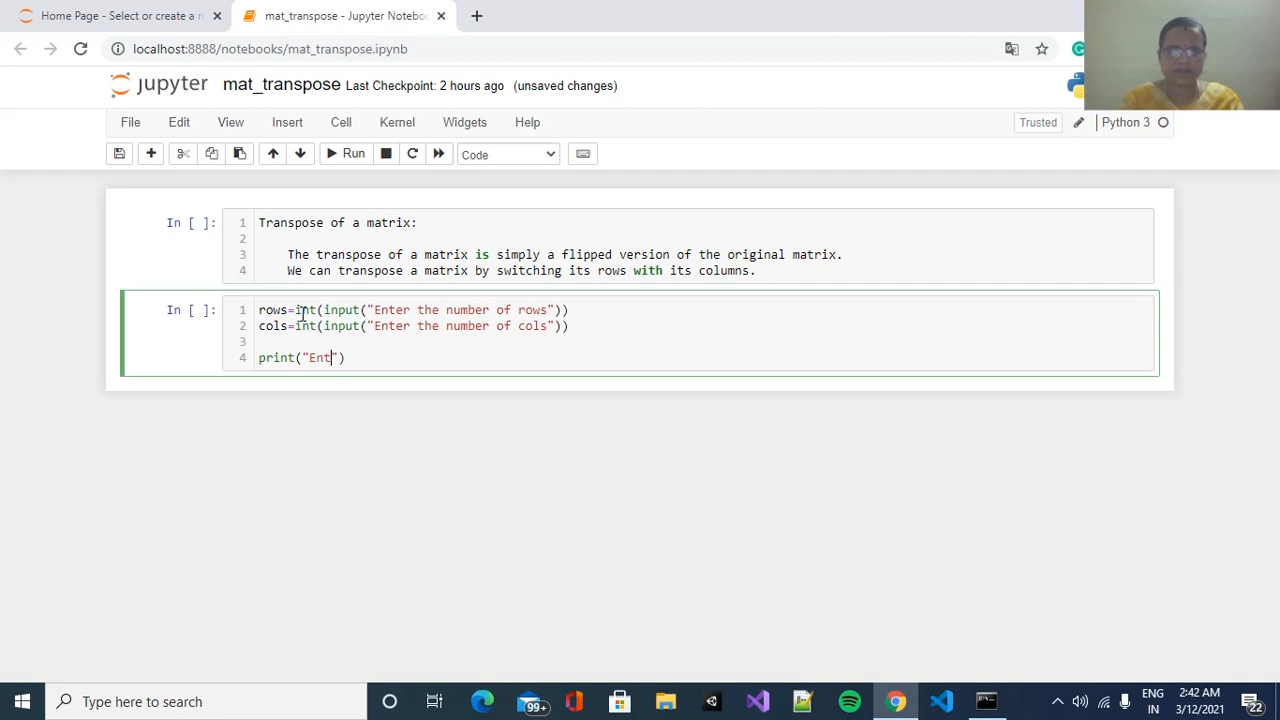 Home Page - Select or create a n
mat_transpose - Jupyter Notebo
localhost:8888/notebooks/mat_transpose.ipynb
jupyter mat_transpose Last Checkpoint: 2 hours ago (unsaved changes)
File Edit View Insert Cell Kernel Widgets Help
Trusted Python 3
Run Code
In [ ]:
1 Transpose of a matrix:
2
3 The transpose of a matrix is simply a flipped version of the original matrix.
4 We can transpose a matrix by switching its rows with its columns.
In [ ]:
1 rows=int(input("Enter the number of rows"))
2 cols=int(input("Enter the number of cols"))
3
4 print("Ent")
Type here to search
99+
ENG
IN
2:42 AM
3/12/2021
22